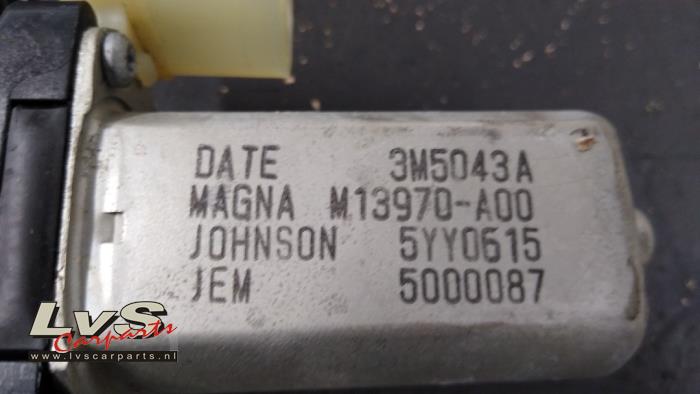 DATE 3M5043A
MAGNA M13970-A00
JOHNSON 5YY0615
JEM 5000087
LvS
Carparts
www.lvscarparts.nl